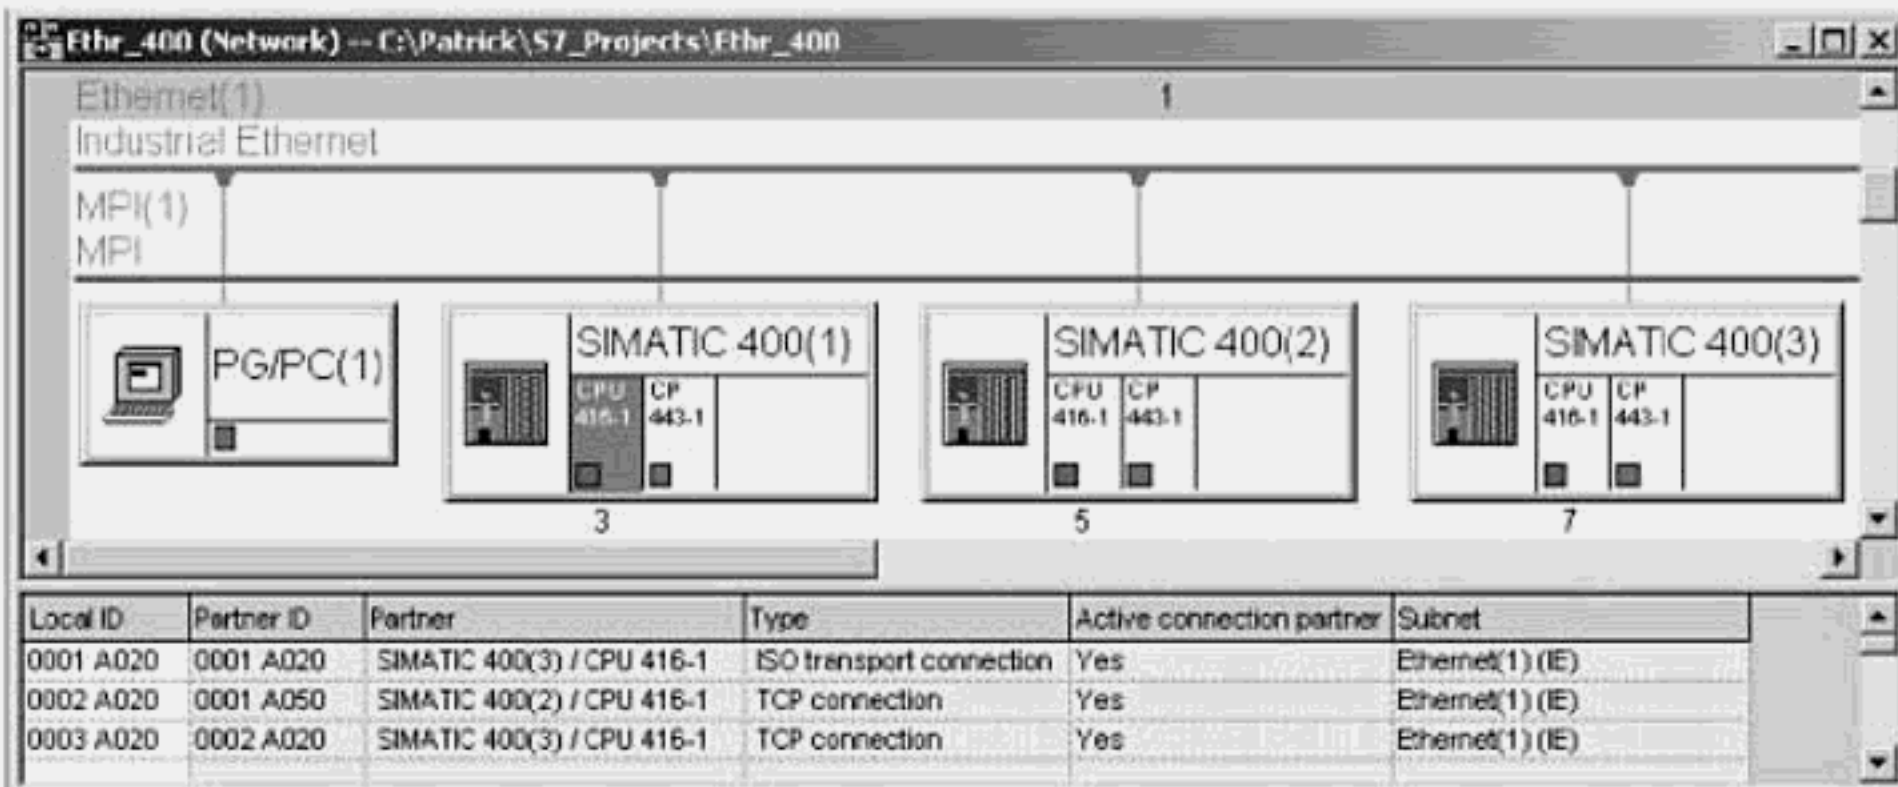 Ethr_400 (Network) -- C:\Patrick\S7_Projects\Ethr_400
Ethernet(1)
1
Industrial Ethernet
MPI(1)
MPI
PG/PC(1)
SIMATIC 400(1)
CPU 416-1
CP 443-1
3
SIMATIC 400(2)
CPU 416-1
CP 443-1
5
SIMATIC 400(3)
CPU 416-1
CP 443-1
7
Local ID Partner ID Partner Type Active connection partner Subnet
0001 A020 0001 A020 SIMATIC 400(3) / CPU 416-1 ISO transport connection Yes Ethernet(1) (IE)
0002 A020 0001 A050 SIMATIC 400(2) / CPU 416-1 TCP connection Yes Ethernet(1) (IE)
0003 A020 0002 A020 SIMATIC 400(3) / CPU 416-1 TCP connection Yes Ethernet(1) (IE)